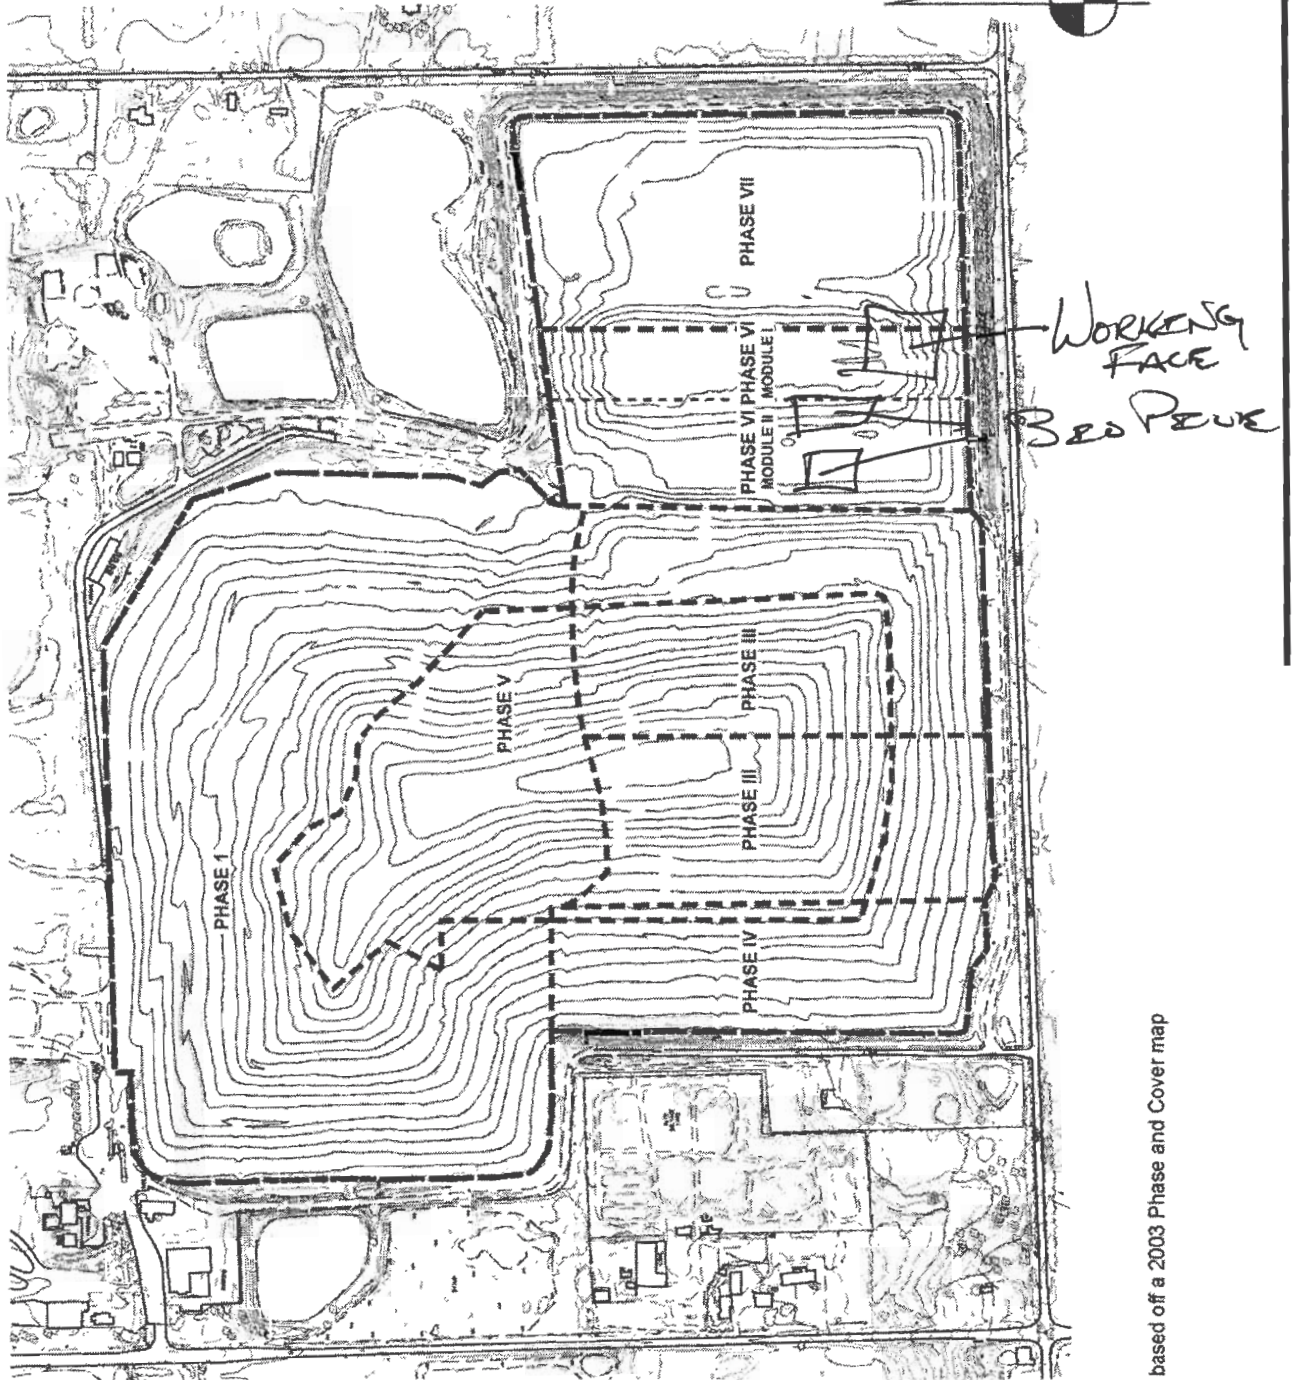 PHASE VII
PHASE VI PHASE VI
MODULE II MODULE I
WORKING
FACE
PHASE V
PHASE III
PHASE III
PHASE 1
PHASE IV
based off a 2003 Phase and Cover map